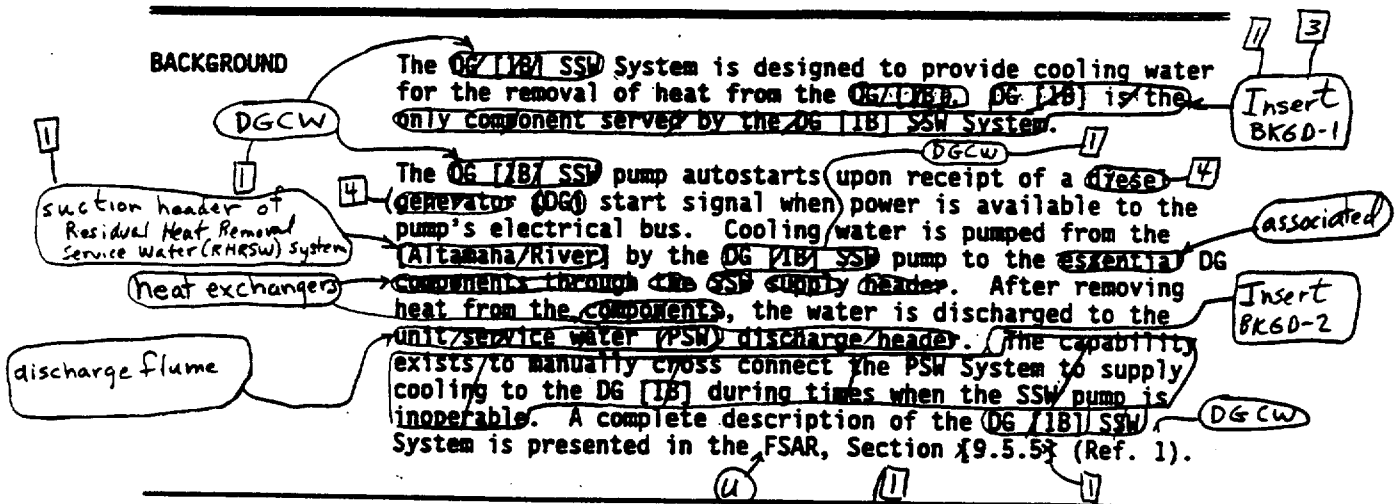 1 3
BACKGROUND The DG [1B] SSW System is designed to provide cooling water
for the removal of heat from the DG [1B]. DG [1B] is the
only component served by the DG [1B] SSW System.
Insert
BKGD-1
DGCW
1
1
DGCW 1
The DG [1B] SSW pump autostarts upon receipt of a diesel 4
4 generator (DG) start signal when power is available to the
pump's electrical bus. Cooling water is pumped from the
associated
suction header of
Residual Heat Removal
Service Water (RHRSW) System
[Altamaha River] by the DG [1B] SSW pump to the essential DG
components through the SSW supply header. After removing
heat exchangers
heat from the components, the water is discharged to the
Insert
BKGD-2
unit service water (PSW) discharge header. The capability
discharge flume
exists to manually cross connect the PSW System to supply
cooling to the DG [1B] during times when the SSW pump is
inoperable. A complete description of the DG [1B] SSW
DGCW
System is presented in the FSAR, Section [9.5.5] (Ref. 1).
U 1 1